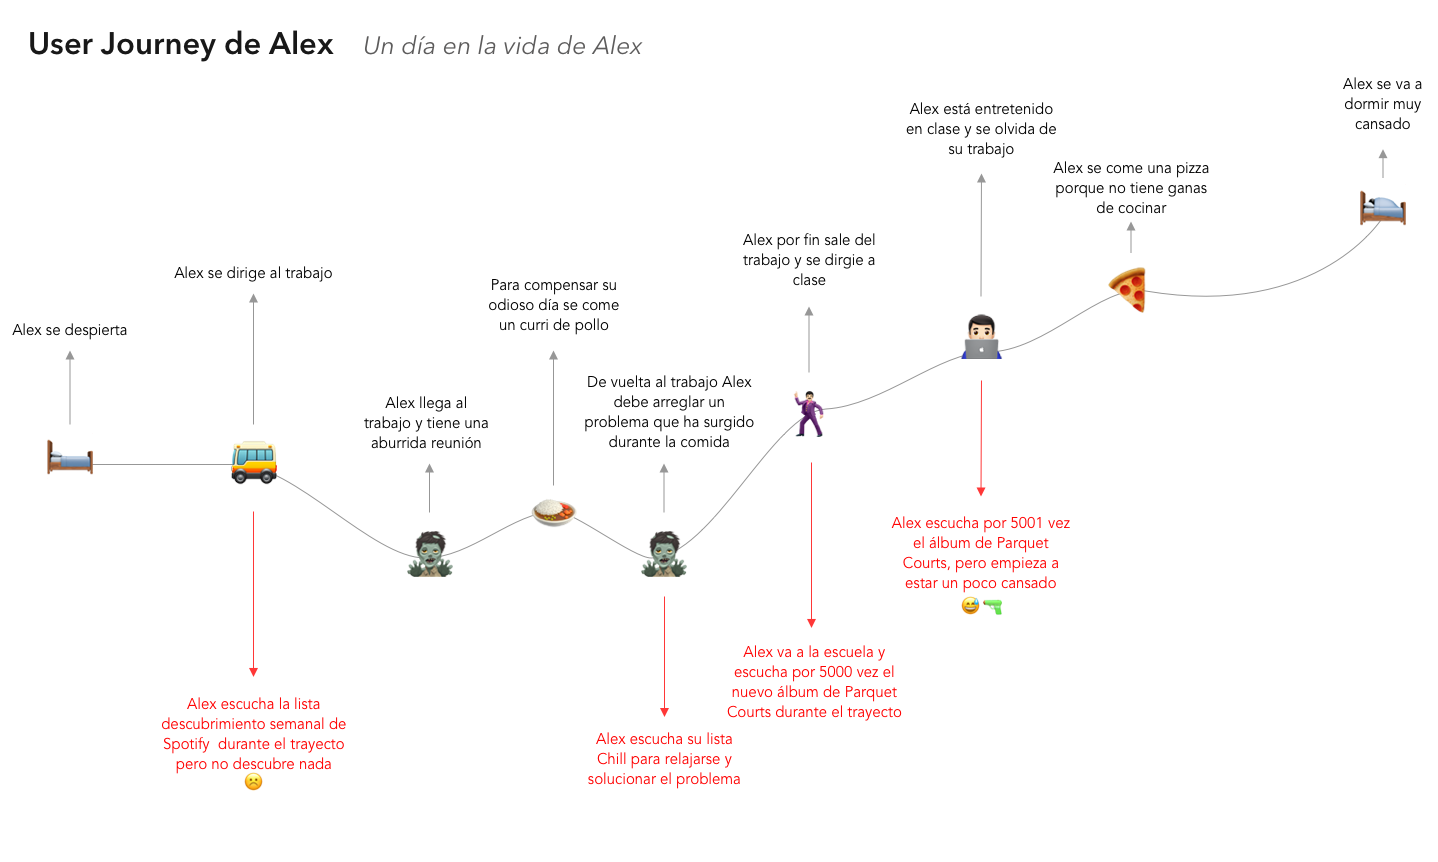 User Journey de Alex
Un día en la vida de Alex
Alex se despierta
Alex se dirige al trabajo
Alex llega al
trabajo y tiene una
aburrida reunión
Para compensar su
odioso día se come
un curri de pollo
De vuelta al trabajo Alex
debe arreglar un
problema que ha surgido
durante la comida
Alex por fin sale del
trabajo y se dirgie a
clase
Alex está entretenido
en clase y se olvida de
su trabajo
Alex se come una pizza
porque no tiene ganas
de cocinar
Alex se va a
dormir muy
cansado
Alex escucha la lista
descubrimiento semanal de
Spotify durante el trayecto
pero no descubre nada
Alex escucha su lista
Chill para relajarse y
solucionar el problema
Alex va a la escuela y
escucha por 5000 vez el
nuevo álbum de Parquet
Courts durante el trayecto
Alex escucha por 5001 vez
el álbum de Parquet
Courts, pero empieza a
estar un poco cansado